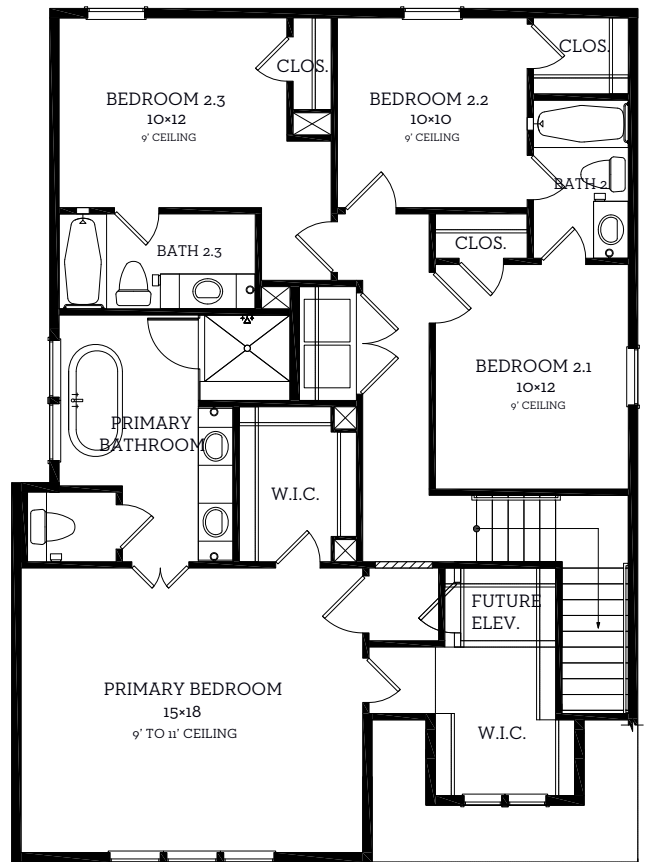 CLOS.
CLOS.
BEDROOM 2.3
10×12
9' CEILING
BEDROOM 2.2
10×10
9' CEILING
BATH 2.
BATH 2.3
CLOS.
BEDROOM 2.1
10×12
9' CEILING
PRIMARY
BATHROOM
W.I.C.
FUTURE
ELEV.
PRIMARY BEDROOM
15×18
9' TO 11' CEILING
W.I.C.